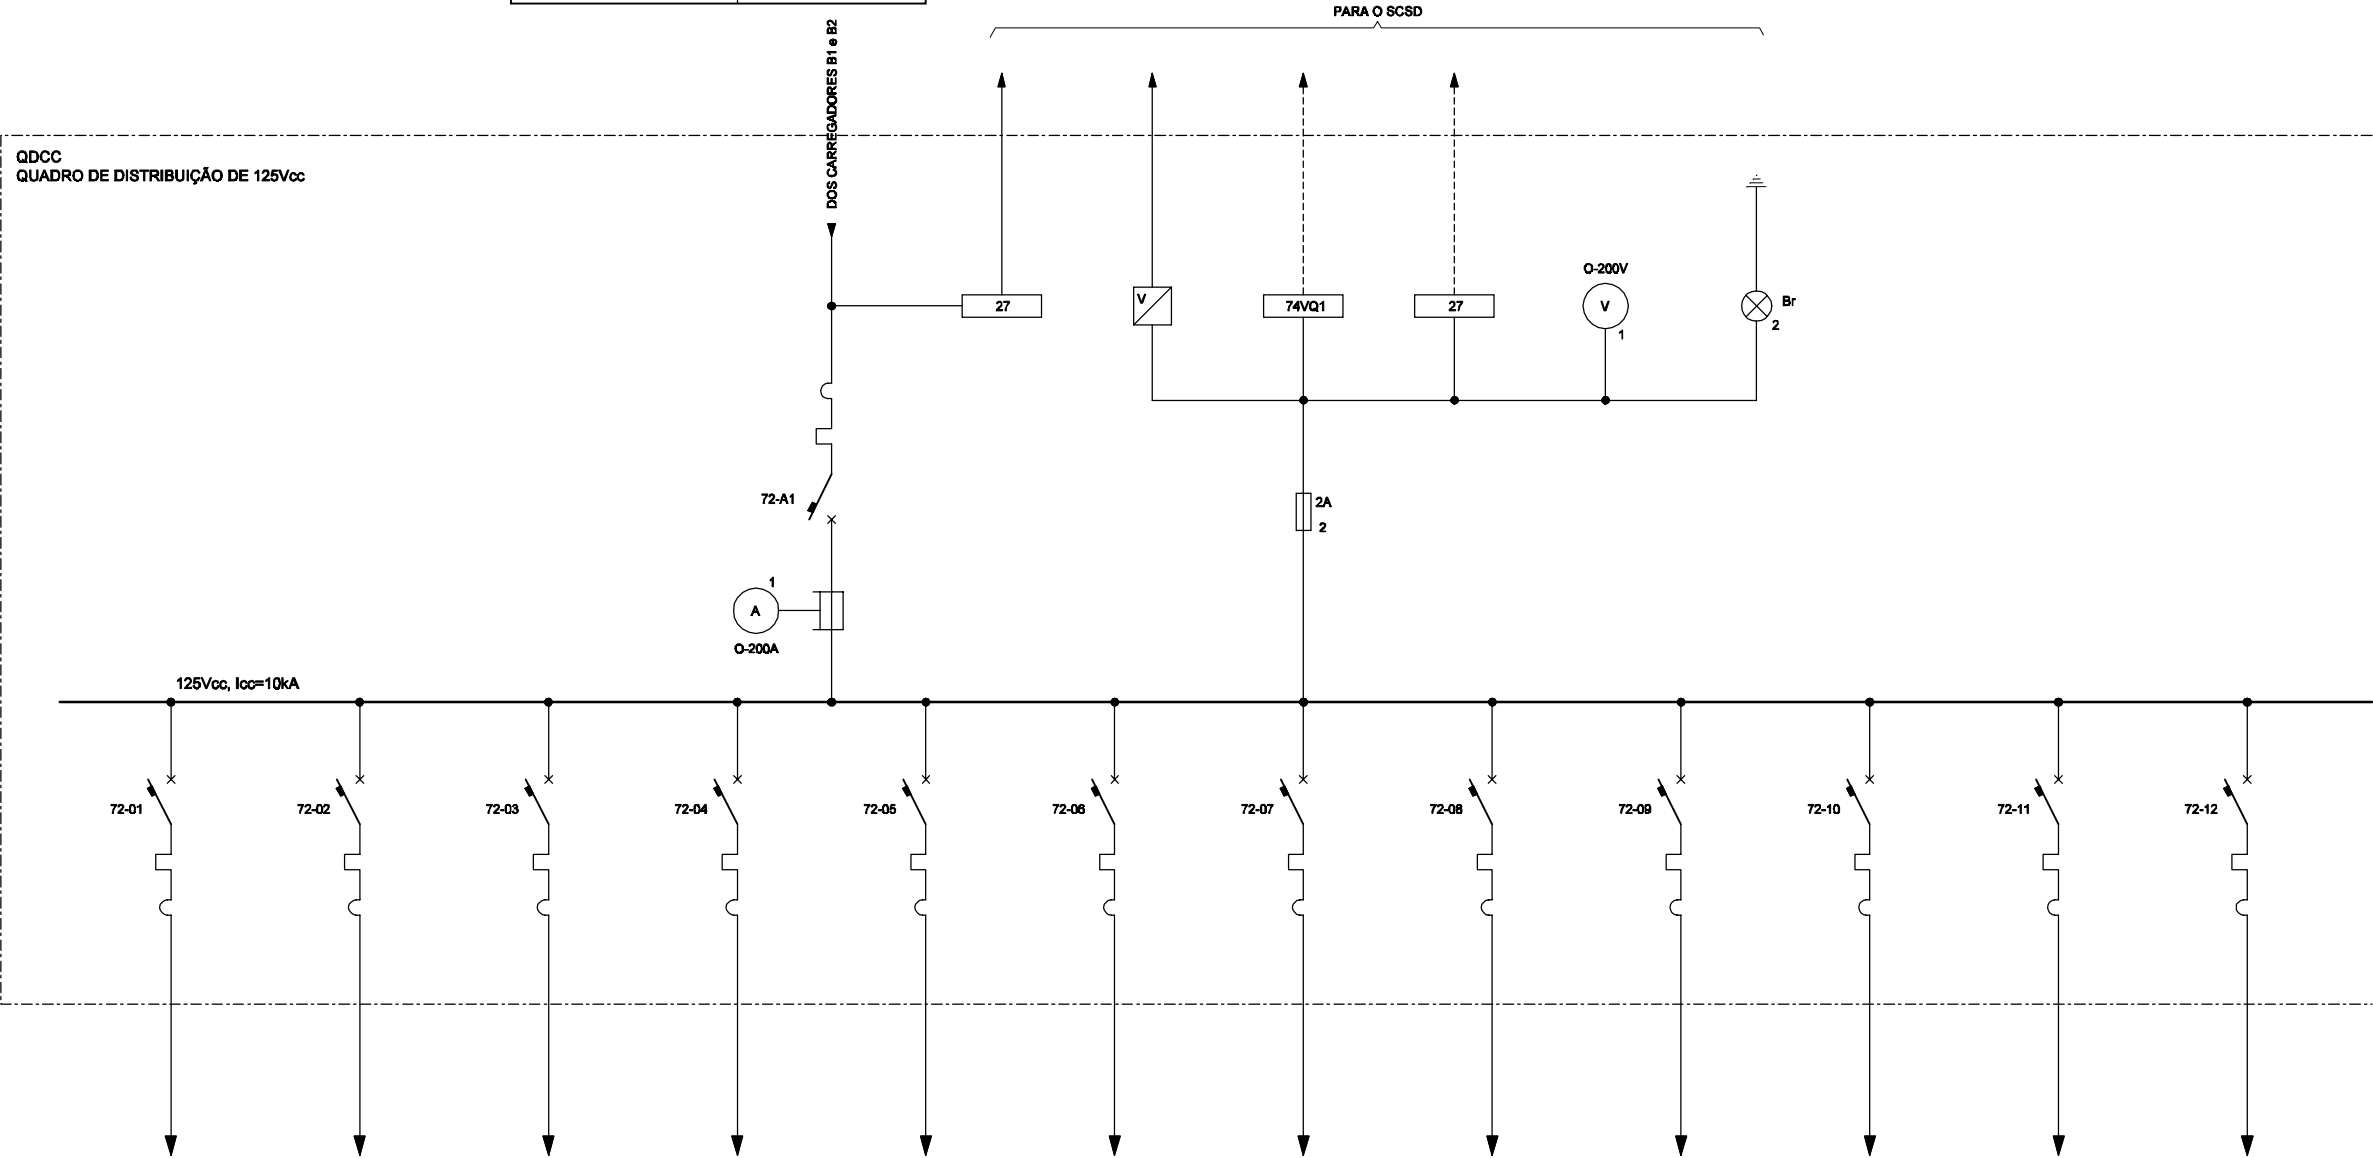 PARA O SCSD
DOS CARREGADORES B1 e B2
QDCC
QUADRO DE DISTRIBUIÇÃO DE 125Vcc
O-200V
27
V
74VQ1
27
V
1
Br
2
72-A1
2A
2
1
A
O-200A
125Vcc, Icc=10kA
72-01
72-02
72-03
72-04
72-05
72-06
72-07
72-08
72-09
72-10
72-11
72-12